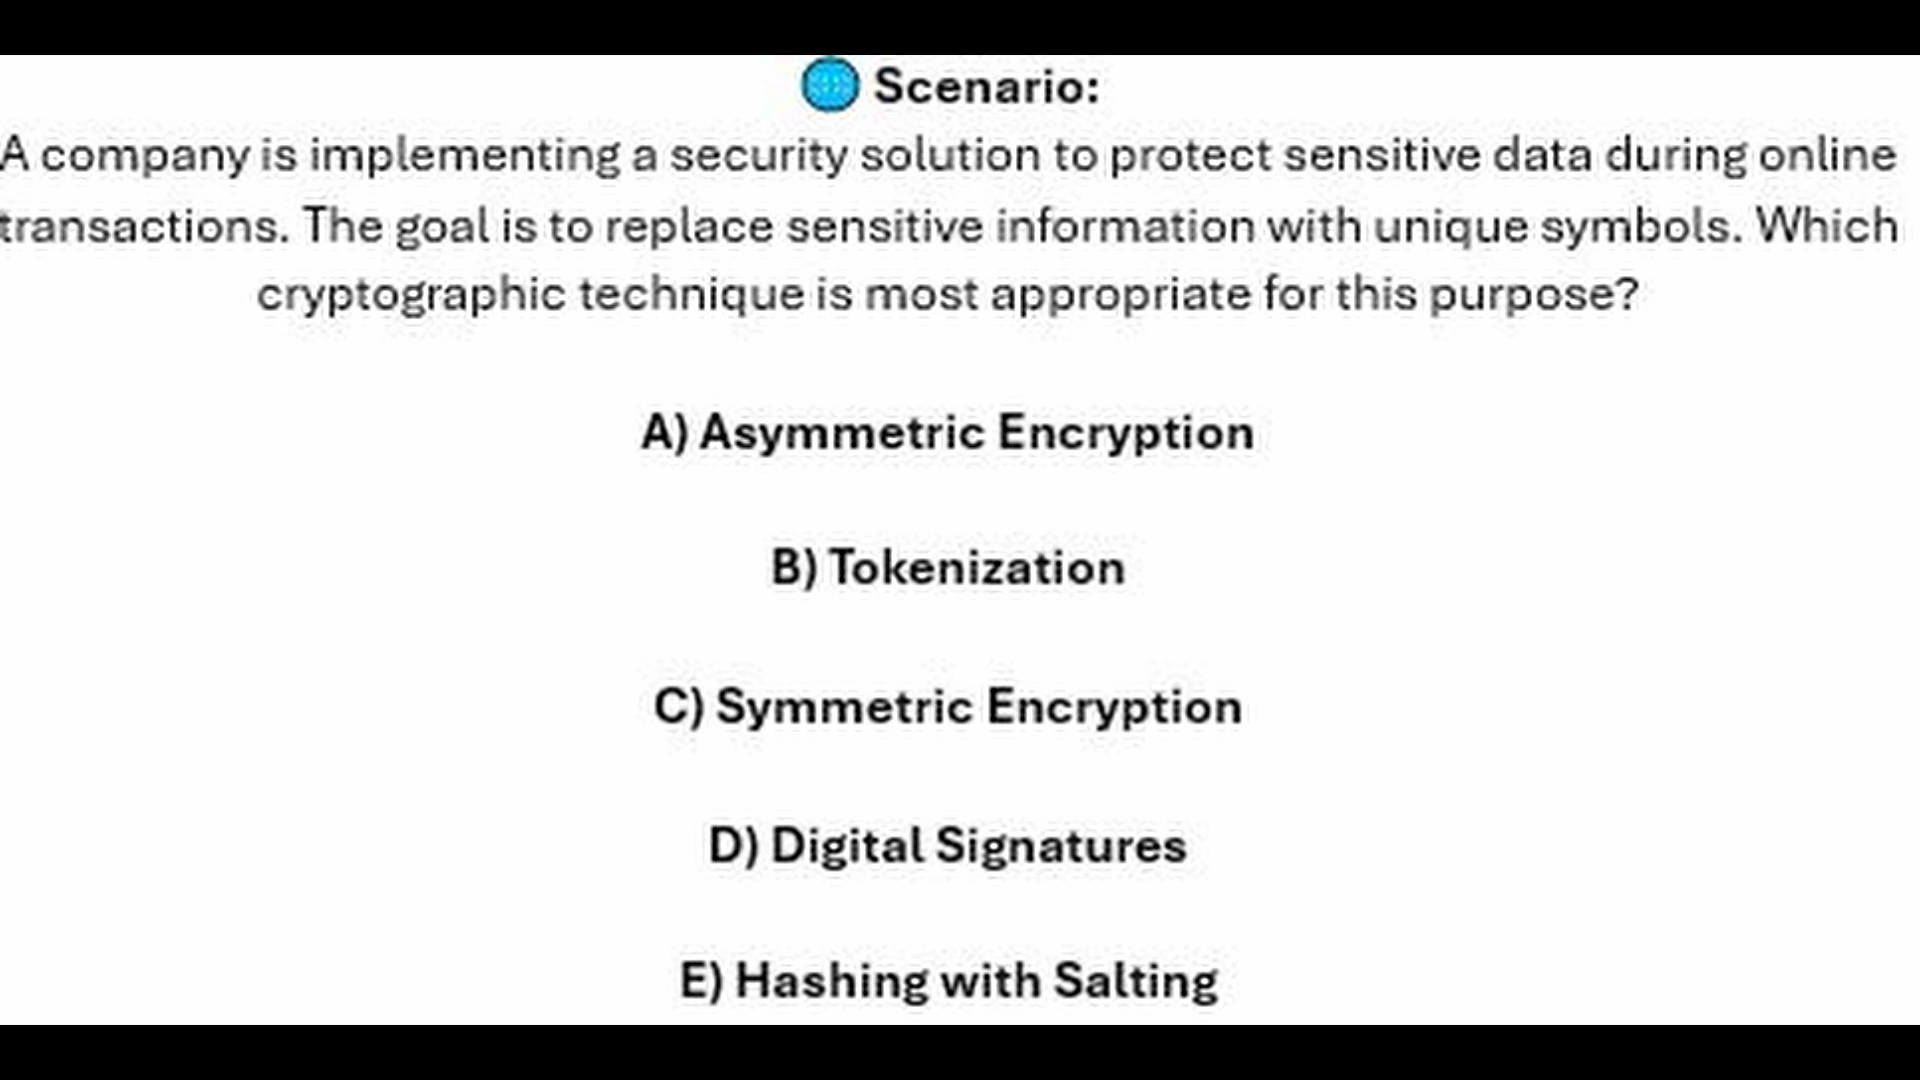 Scenario:
A company is implementing a security solution to protect sensitive data during online
transactions. The goal is to replace sensitive information with unique symbols. Which
cryptographic technique is most appropriate for this purpose?
A) Asymmetric Encryption
B) Tokenization
C) Symmetric Encryption
D) Digital Signatures
E) Hashing with Salting